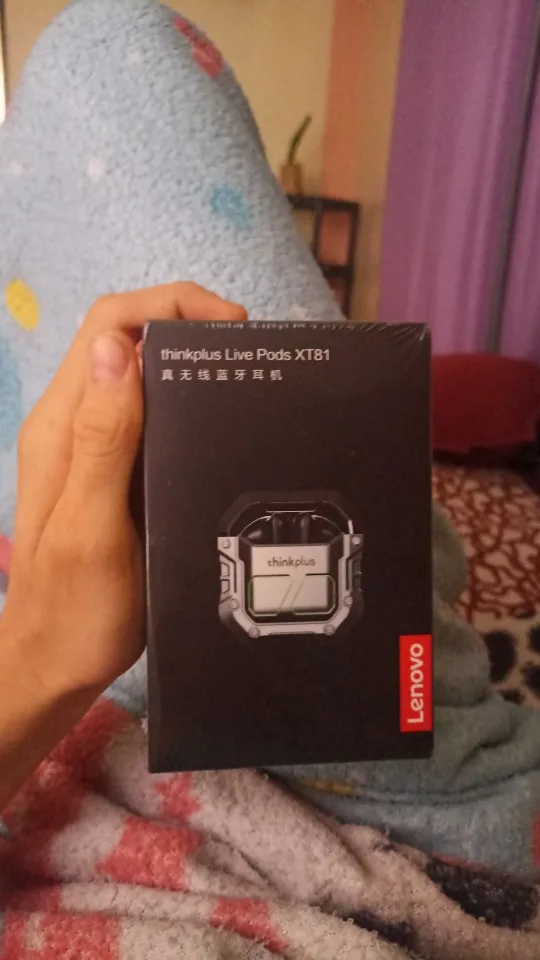 thinkplus Live Pods XT81
真无线蓝牙耳机
thinkplus
Lenovo